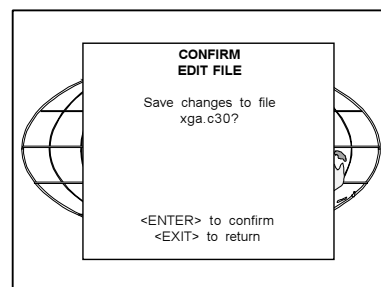 CONFIRM
EDIT FILE
Save changes to file
xga.c30?
<ENTER> to confirm
<EXIT> to return